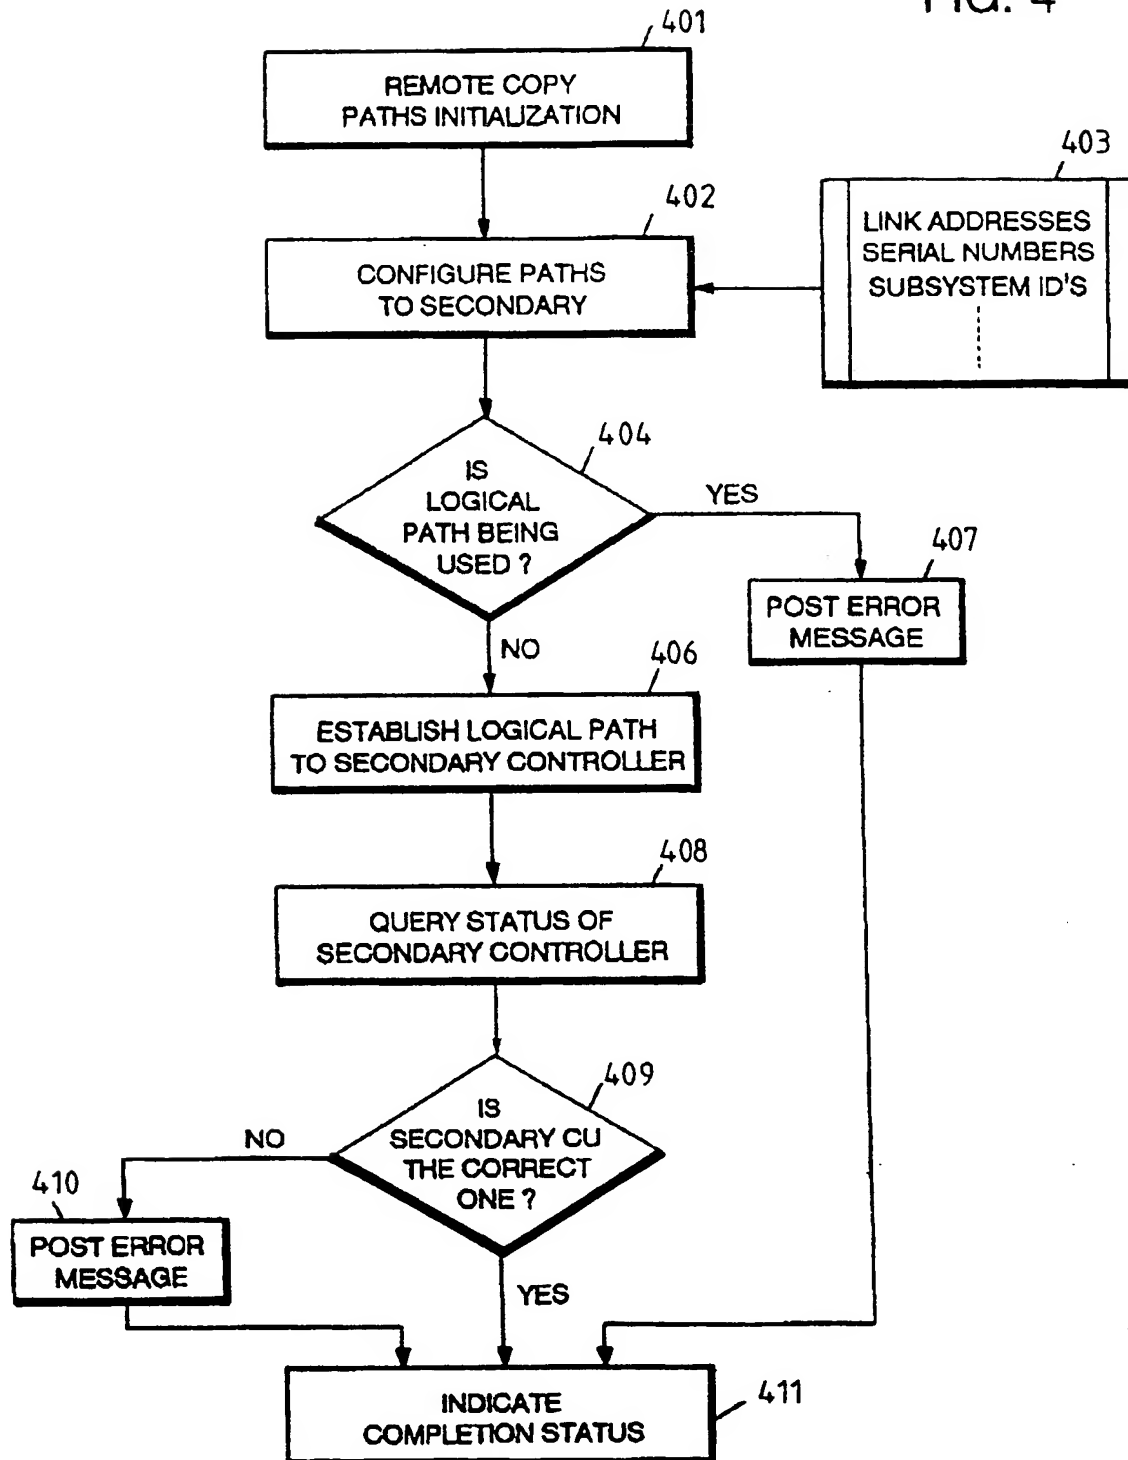 FIG. 4
401
REMOTE COPY
PATHS INITIALIZATION
402
CONFIGURE PATHS
TO SECONDARY
403
LINK ADDRESSES
SERIAL NUMBERS
SUBSYSTEM ID'S
404
IS
LOGICAL
PATH BEING
USED ?
YES
407
POST ERROR
MESSAGE
NO
406
ESTABLISH LOGICAL PATH
TO SECONDARY CONTROLLER
408
QUERY STATUS OF
SECONDARY CONTROLLER
409
IS
SECONDARY CU
THE CORRECT
ONE ?
NO
410
POST ERROR
MESSAGE
YES
INDICATE
COMPLETION STATUS
411